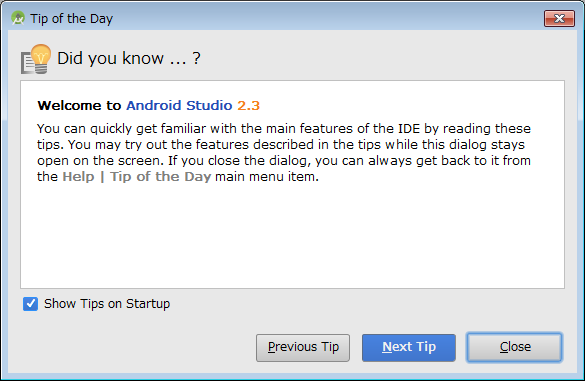 Tip of the Day
Did you know ... ?
Welcome to Android Studio 2.3
You can quickly get familiar with the main features of the IDE by reading these
tips. You may try out the features described in the tips while this dialog stays
open on the screen. If you close the dialog, you can always get back to it from
the Help | Tip of the Day main menu item.
Show Tips on Startup
Previous Tip Next Tip Close